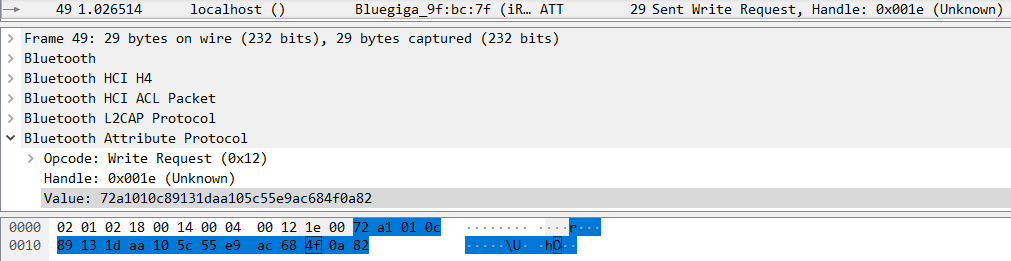 49 1.026514 localhost () Bluegiga_9f:bc:7f (iR… ATT 29 Sent Write Request, Handle: 0x001e (Unknown)
Frame 49: 29 bytes on wire (232 bits), 29 bytes captured (232 bits)
Bluetooth
Bluetooth HCI H4
Bluetooth HCI ACL Packet
Bluetooth L2CAP Protocol
Bluetooth Attribute Protocol
Opcode: Write Request (0x12)
Handle: 0x001e (Unknown)
Value: 72a1010c89131daa105c55e9ac684f0a82
0000 02 01 02 18 00 14 00 04 00 12 1e 00 72 a1 01 0c ········ ····r···
0010 89 13 1d aa 10 5c 55 e9 ac 68 4f 0a 82 ·····\U· ·hO··